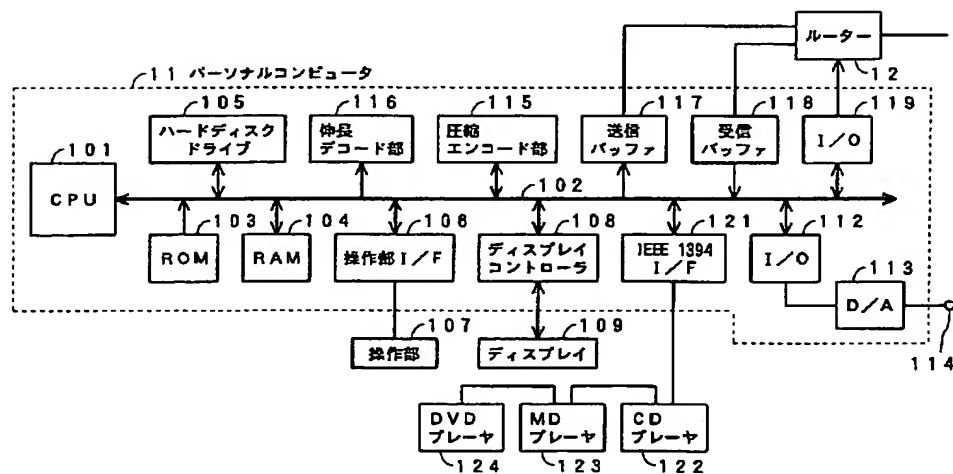 ルーター
12
11 パーソナルコンピュータ
105
116
115
117
118
119
ハードディスク
ドライブ
伸長
デコード部
圧縮
エンコード部
送信
バッファ
受信
バッファ
I/O
101
CPU
102
103
104
106
108
121
112
ROM
RAM
操作部I/F
ディスプレイ
コントローラ
IEEE 1394
I/F
I/O
113
D/A
107
109
114
操作部
ディスプレイ
DVD
プレーヤ
MD
プレーヤ
CD
プレーヤ
124
123
122